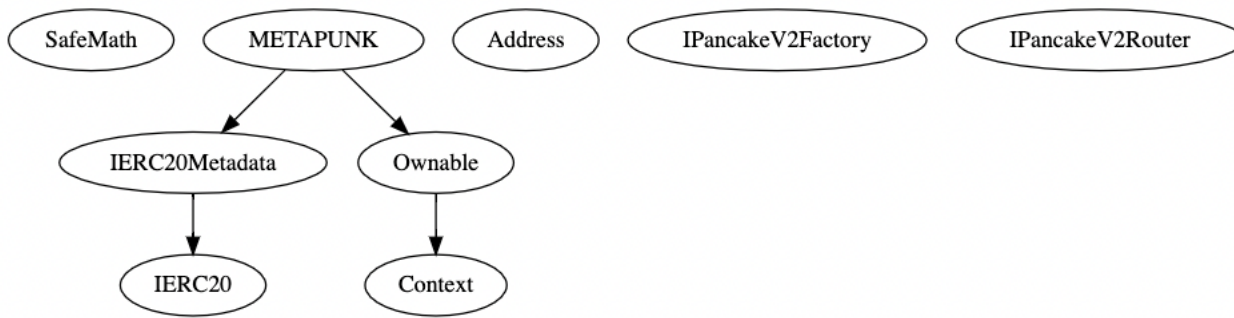 SafeMath
METAPUNK
Address
IPancakeV2Factory
IPancakeV2Router
IERC20Metadata
Ownable
IERC20
Context